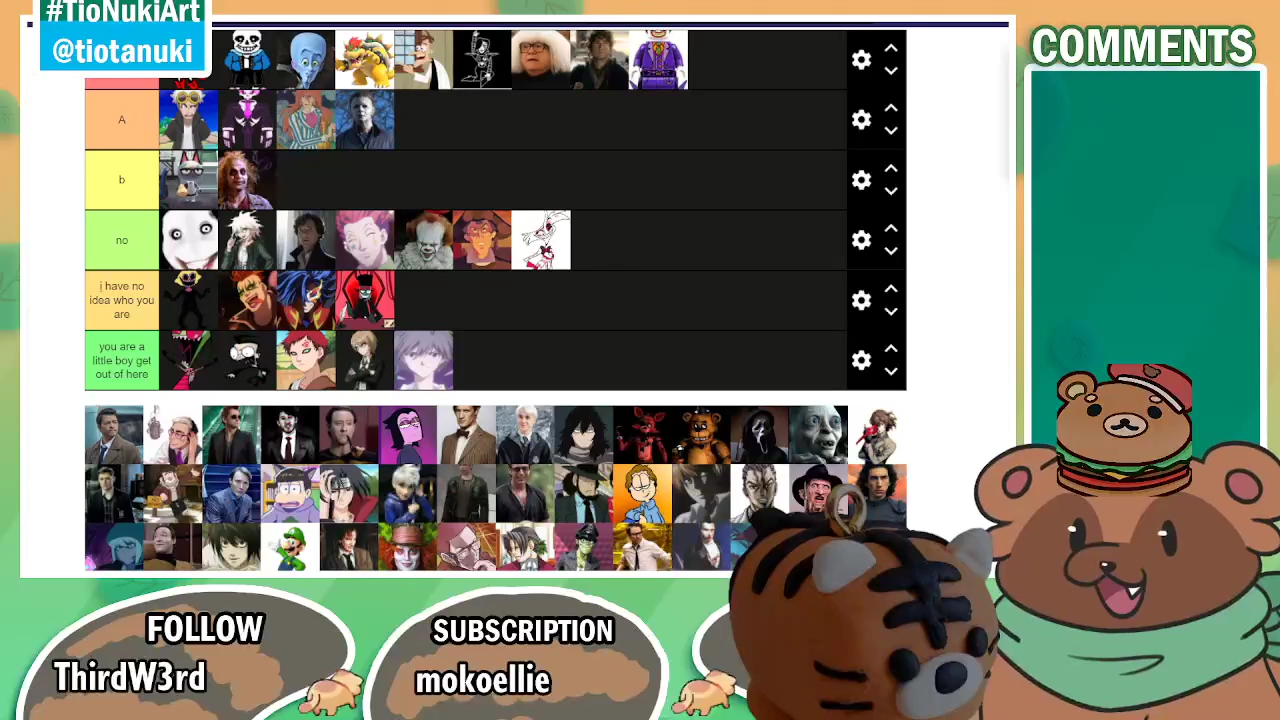 #TioNukiArt
@tiotanuki
COMMENTS
A
b
no
i have no
idea who you
are
you are a
little boy get
out of here
FOLLOW
ThirdW3rd
SUBSCRIPTION
mokoellie